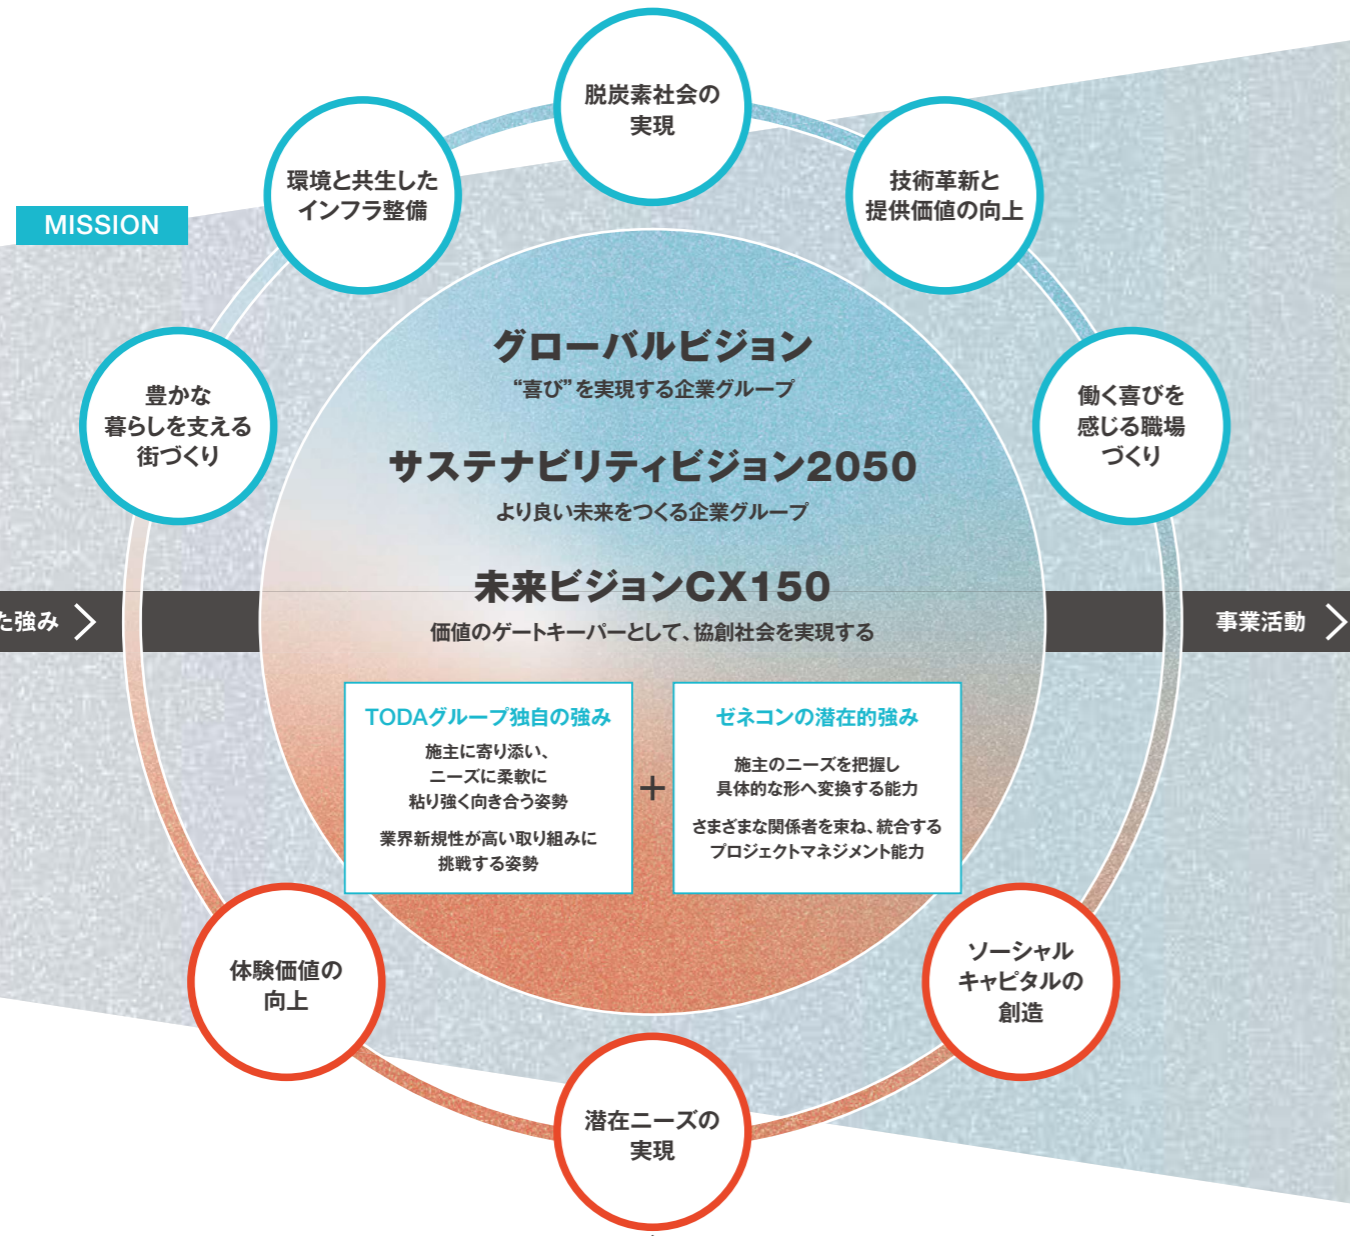 脱炭素社会の
実現
環境と共生した
インフラ整備
技術革新と
提供価値の向上
MISSION
豊かな
暮らしを支える
街づくり
働く喜びを
感じる職場
づくり
グローバルビジョン
“喜び”を実現する企業グループ
サステナビリティビジョン2050
より良い未来をつくる企業グループ
未来ビジョンCX150
価値のゲートキーパーとして、協創社会を実現する
た強み
事業活動
TODAグループ独自の強み
施主に寄り添い、
ニーズに柔軟に
粘り強く向き合う姿勢
業界新規性が高い取り組みに
挑戦する姿勢
+
ゼネコンの潜在的強み
施主のニーズを把握し
具体的な形へ変換する能力
さまざまな関係者を束ね、統合する
プロジェクトマネジメント能力
体験価値の
向上
ソーシャル
キャピタルの
創造
潜在ニーズの
実現